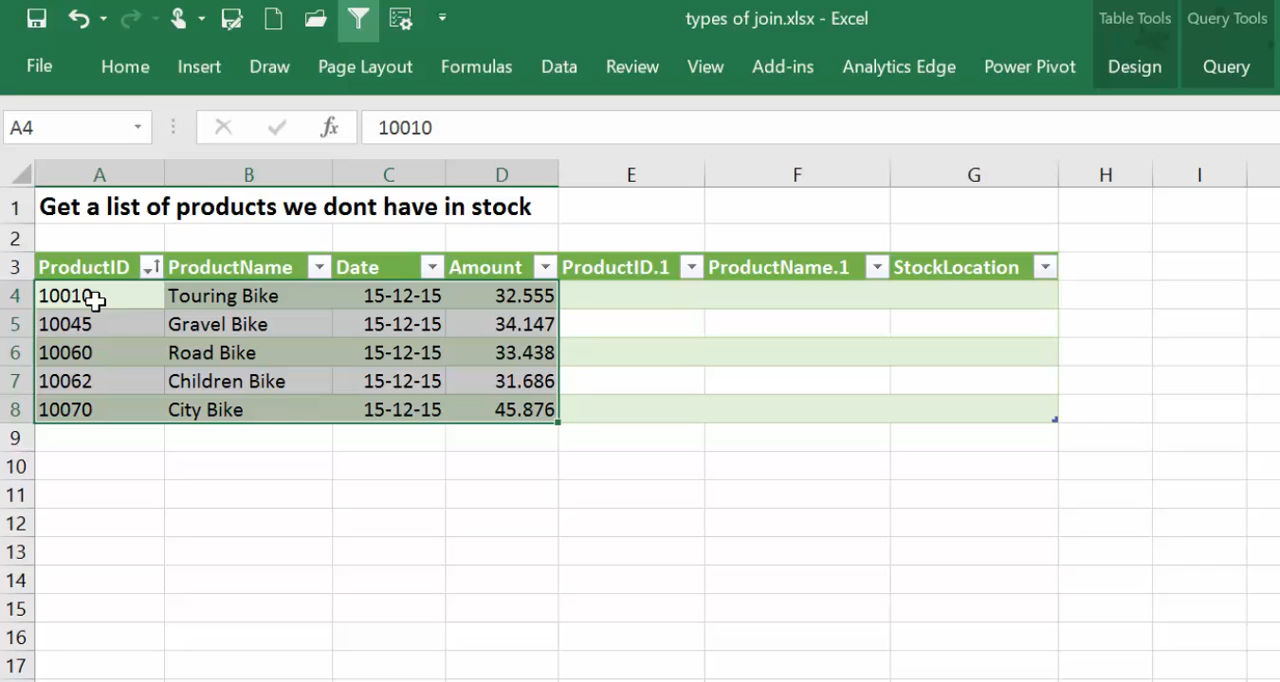 types of join.xlsx - Excel
Table Tools
Query Tools
File
Home
Insert
Draw
Page Layout
Formulas
Data
Review
View
Add-ins
Analytics Edge
Power Pivot
Design
Query
A4
fx
10010
A B C D E F G H I
1 Get a list of products we dont have in stock
2
3 ProductID ProductName Date Amount ProductID.1 ProductName.1 StockLocation
4 10010 Touring Bike 15-12-15 32.555
5 10045 Gravel Bike 15-12-15 34.147
6 10060 Road Bike 15-12-15 33.438
7 10062 Children Bike 15-12-15 31.686
8 10070 City Bike 15-12-15 45.876
9
10
11
12
13
14
15
16
17